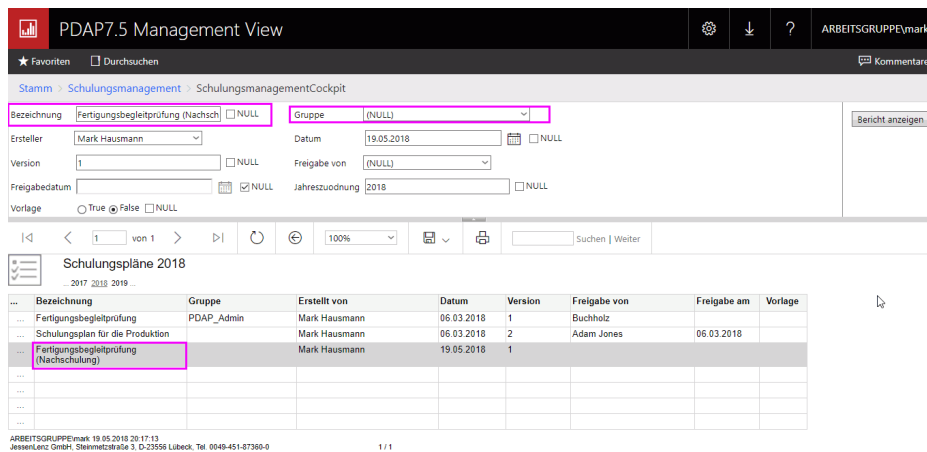 PDAP7.5 Management View ? ARBEITSGRUPPE\mark
Favoriten Durchsuchen Kommentare
Stamm > Schulungsmanagement > SchulungsmanagementCockpit
Bezeichnung Fertigungsbegleitprüfung (Nachsch NULL Gruppe (NULL) Bericht anzeigen
Ersteller Mark Hausmann Datum 19.05.2018 NULL
Version 1 NULL Freigabe von (NULL)
Freigabedatum NULL Jahreszuodnung 2018 NULL
Vorlage True False NULL
1 von 1 100% Suchen | Weiter
Schulungspläne 2018
... 2017 2018 2019 ...
... Bezeichnung Gruppe Erstellt von Datum Version Freigabe von Freigabe am Vorlage
... Fertigungsbegleitprüfung PDAP_Admin Mark Hausmann 06.03.2018 1 Buchholz
... Schulungsplan für die Produktion Mark Hausmann 06.03.2018 2 Adam Jones 06.03.2018
... Fertigungsbegleitprüfung Mark Hausmann 19.05.2018 1
(Nachschulung)
...
...
...
...
ARBEITSGRUPPE\mark 19.05.2018 20:17:13
JessenLenz GmbH, Steinmetzstraße 3, D-23556 Lübeck, Tel. 0049-451-87360-0 1 / 1